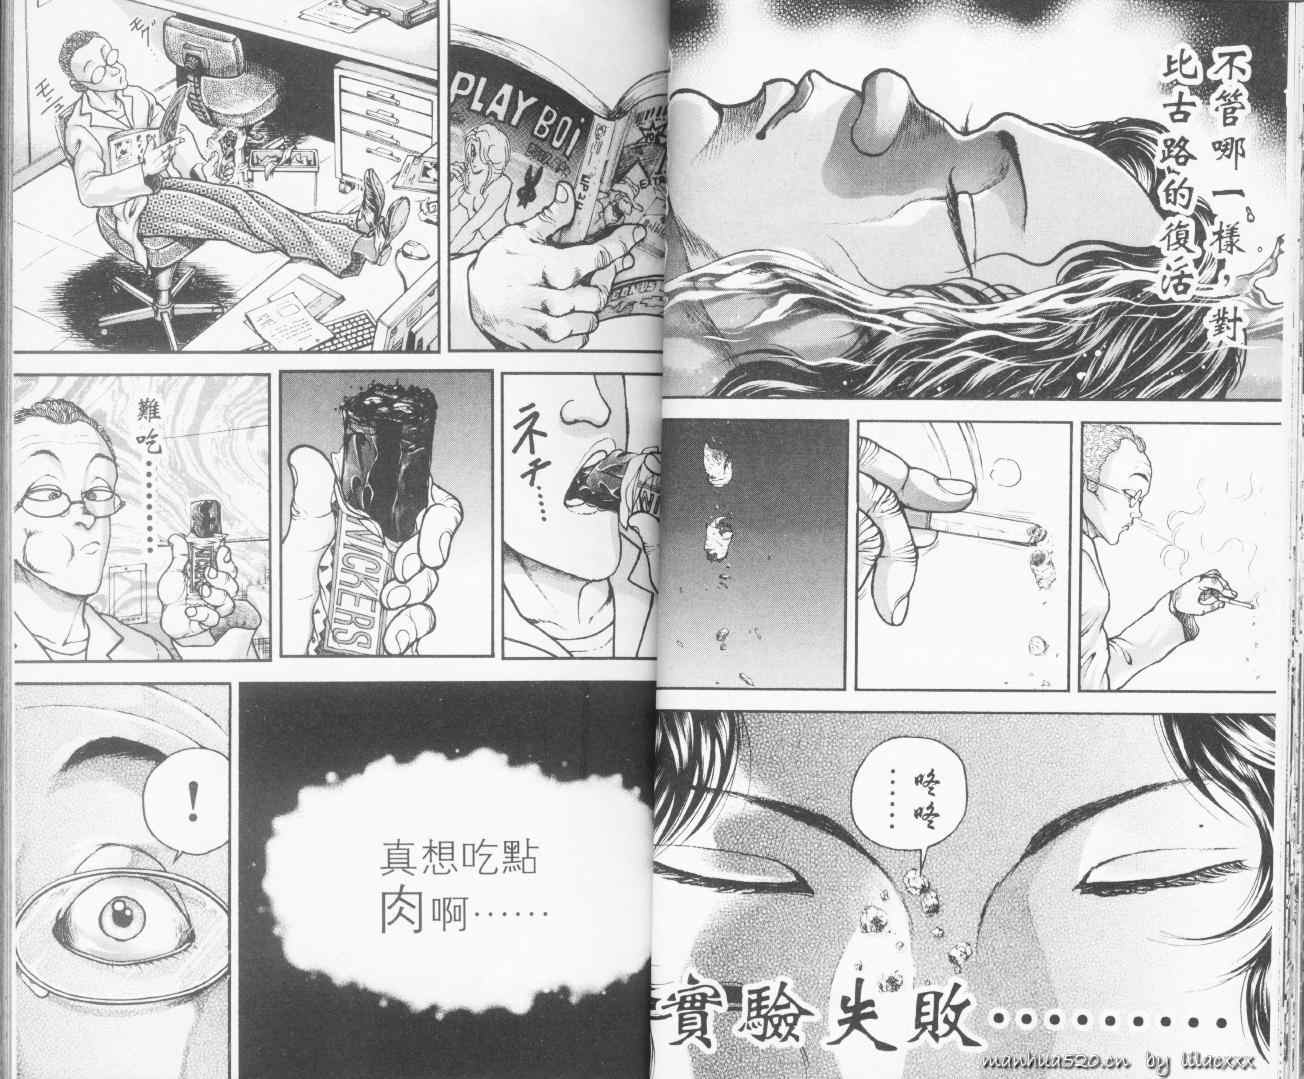 不管哪一樣，對
比古路的復活
咚咚
……
實驗失敗………
モグ
モグ
PLAY BOi
EXTRA
ネチ……
NICKERS
難吃………
真想吃點
肉啊……
！
manhua520.cn by lilacxxx